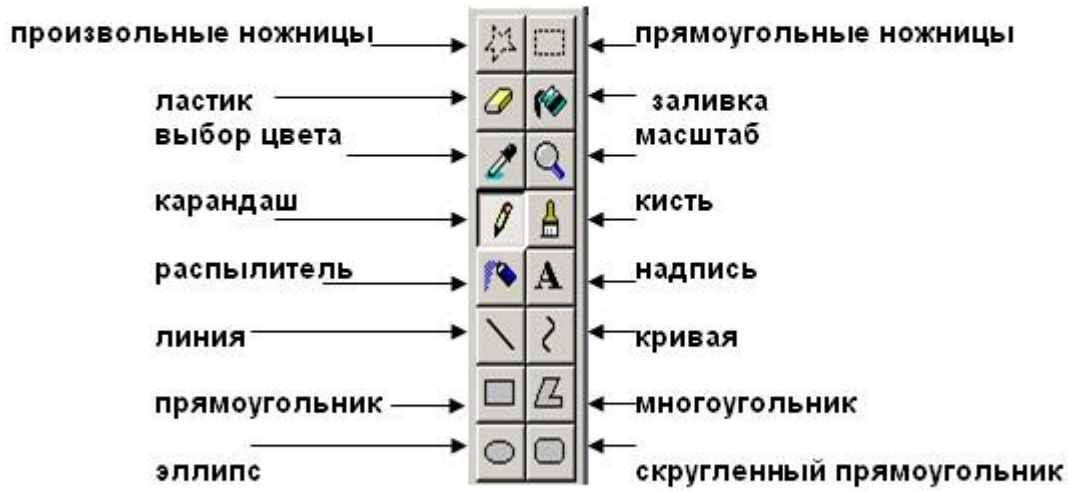 произвольные ножницы прямоугольные ножницы
ластик заливка
выбор цвета масштаб
карандаш кисть
распылитель A надпись
линия кривая
прямоугольник многоугольник
эллипс скругленный прямоугольник